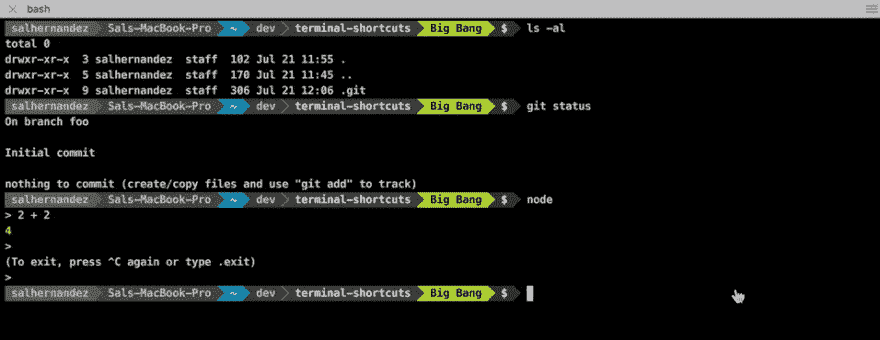 bash
salhernandez Sals-MacBook-Pro ~ dev terminal-shortcuts Big Bang $ ls -al
total 0
drwxr-xr-x 3 salhernandez staff 102 Jul 21 11:55 .
drwxr-xr-x 5 salhernandez staff 170 Jul 21 11:45 ..
drwxr-xr-x 9 salhernandez staff 306 Jul 21 12:06 .git
salhernandez Sals-MacBook-Pro ~ dev terminal-shortcuts Big Bang $ git status
On branch foo
Initial commit
nothing to commit (create/copy files and use "git add" to track)
salhernandez Sals-MacBook-Pro ~ dev terminal-shortcuts Big Bang $ node
> 2 + 2
4
>
(To exit, press ^C again or type .exit)
>
salhernandez Sals-MacBook-Pro ~ dev terminal-shortcuts Big Bang $